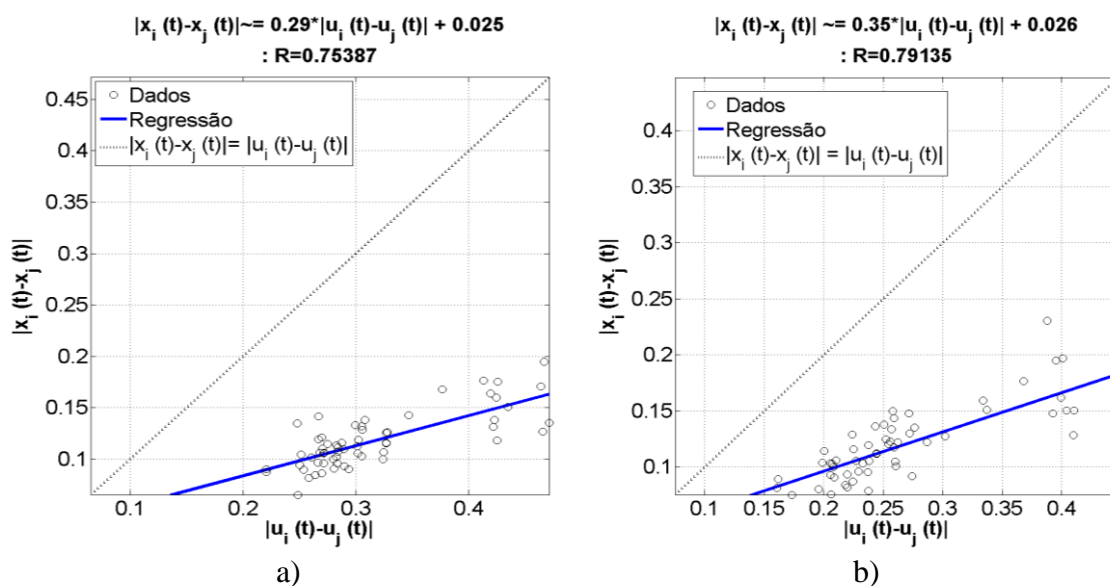 |x_i (t)-x_j (t)|~= 0.29*|u_i (t)-u_j (t)| + 0.025
: R=0.75387
Dados
Regressão
|x_i (t)-x_j (t)|= |u_i (t)-u_j (t)|
0.45
0.4
0.35
0.3
0.25
0.2
0.15
0.1
|x_i (t)-x_j (t)|
0.1 0.2 0.3 0.4
|u_i (t)-u_j (t)|
a)
|x_i (t)-x_j (t)| ~= 0.35*|u_i (t)-u_j (t)| + 0.026
: R=0.79135
Dados
Regressão
|x_i (t)-x_j (t)| = |u_i (t)-u_j (t)|
0.4
0.35
0.3
0.25
0.2
0.15
0.1
|x_i (t)-x_j (t)|
0.1 0.15 0.2 0.25 0.3 0.35 0.4
|u_i (t)-u_j (t)|
b)